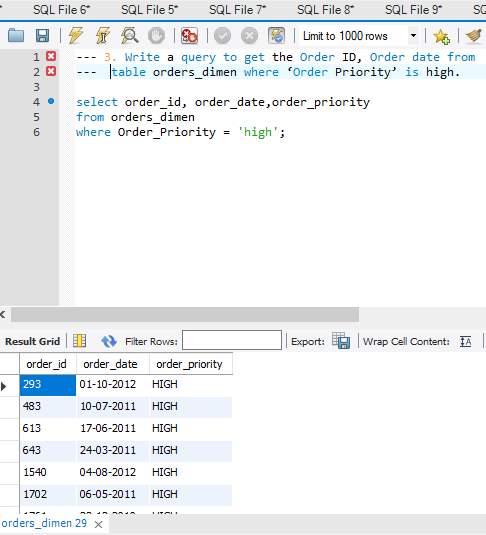 SQL File 6* SQL File 5* SQL File 7* SQL File 8* SQL File 9*
Limit to 1000 rows
1 --- 3. Write a query to get the Order ID, Order date from
2 --- table orders_dimen where ‘Order Priority’ is high.
3
4 select order_id, order_date,order_priority
5 from orders_dimen
6 where Order_Priority = 'high';
Result Grid Filter Rows: Export: Wrap Cell Content:
order_id order_date order_priority
293 01-10-2012 HIGH
483 10-07-2011 HIGH
613 17-06-2011 HIGH
643 24-03-2011 HIGH
1540 04-08-2012 HIGH
1702 06-05-2011 HIGH
orders_dimen 29